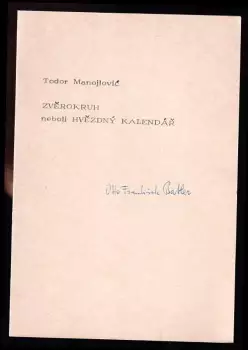 Todor Manojlović
ZVĚROKRUH
neboli HVĚZDNÝ KALENDÁŘ
Otto František Babler